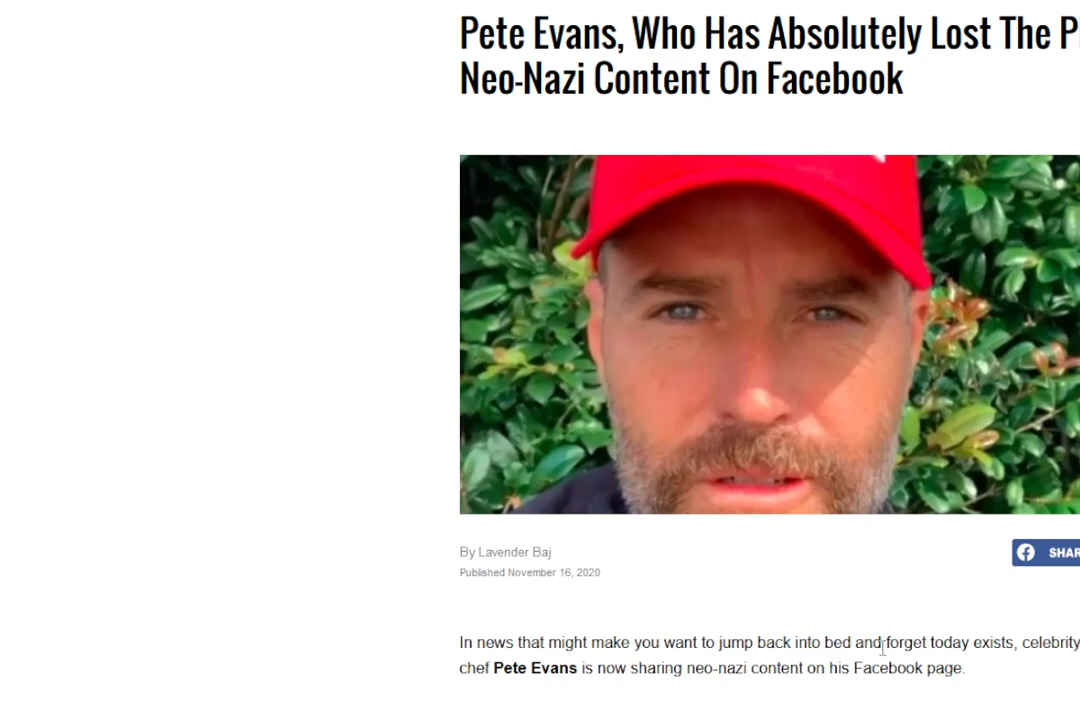 Pete Evans, Who Has Absolutely Lost The
Neo-Nazi Content On Facebook
By Lavender Baj
Published November 16, 2020
In news that might make you want to jump back into bed and forget today exists, celebrity
chef Pete Evans is now sharing neo-nazi content on his Facebook page.